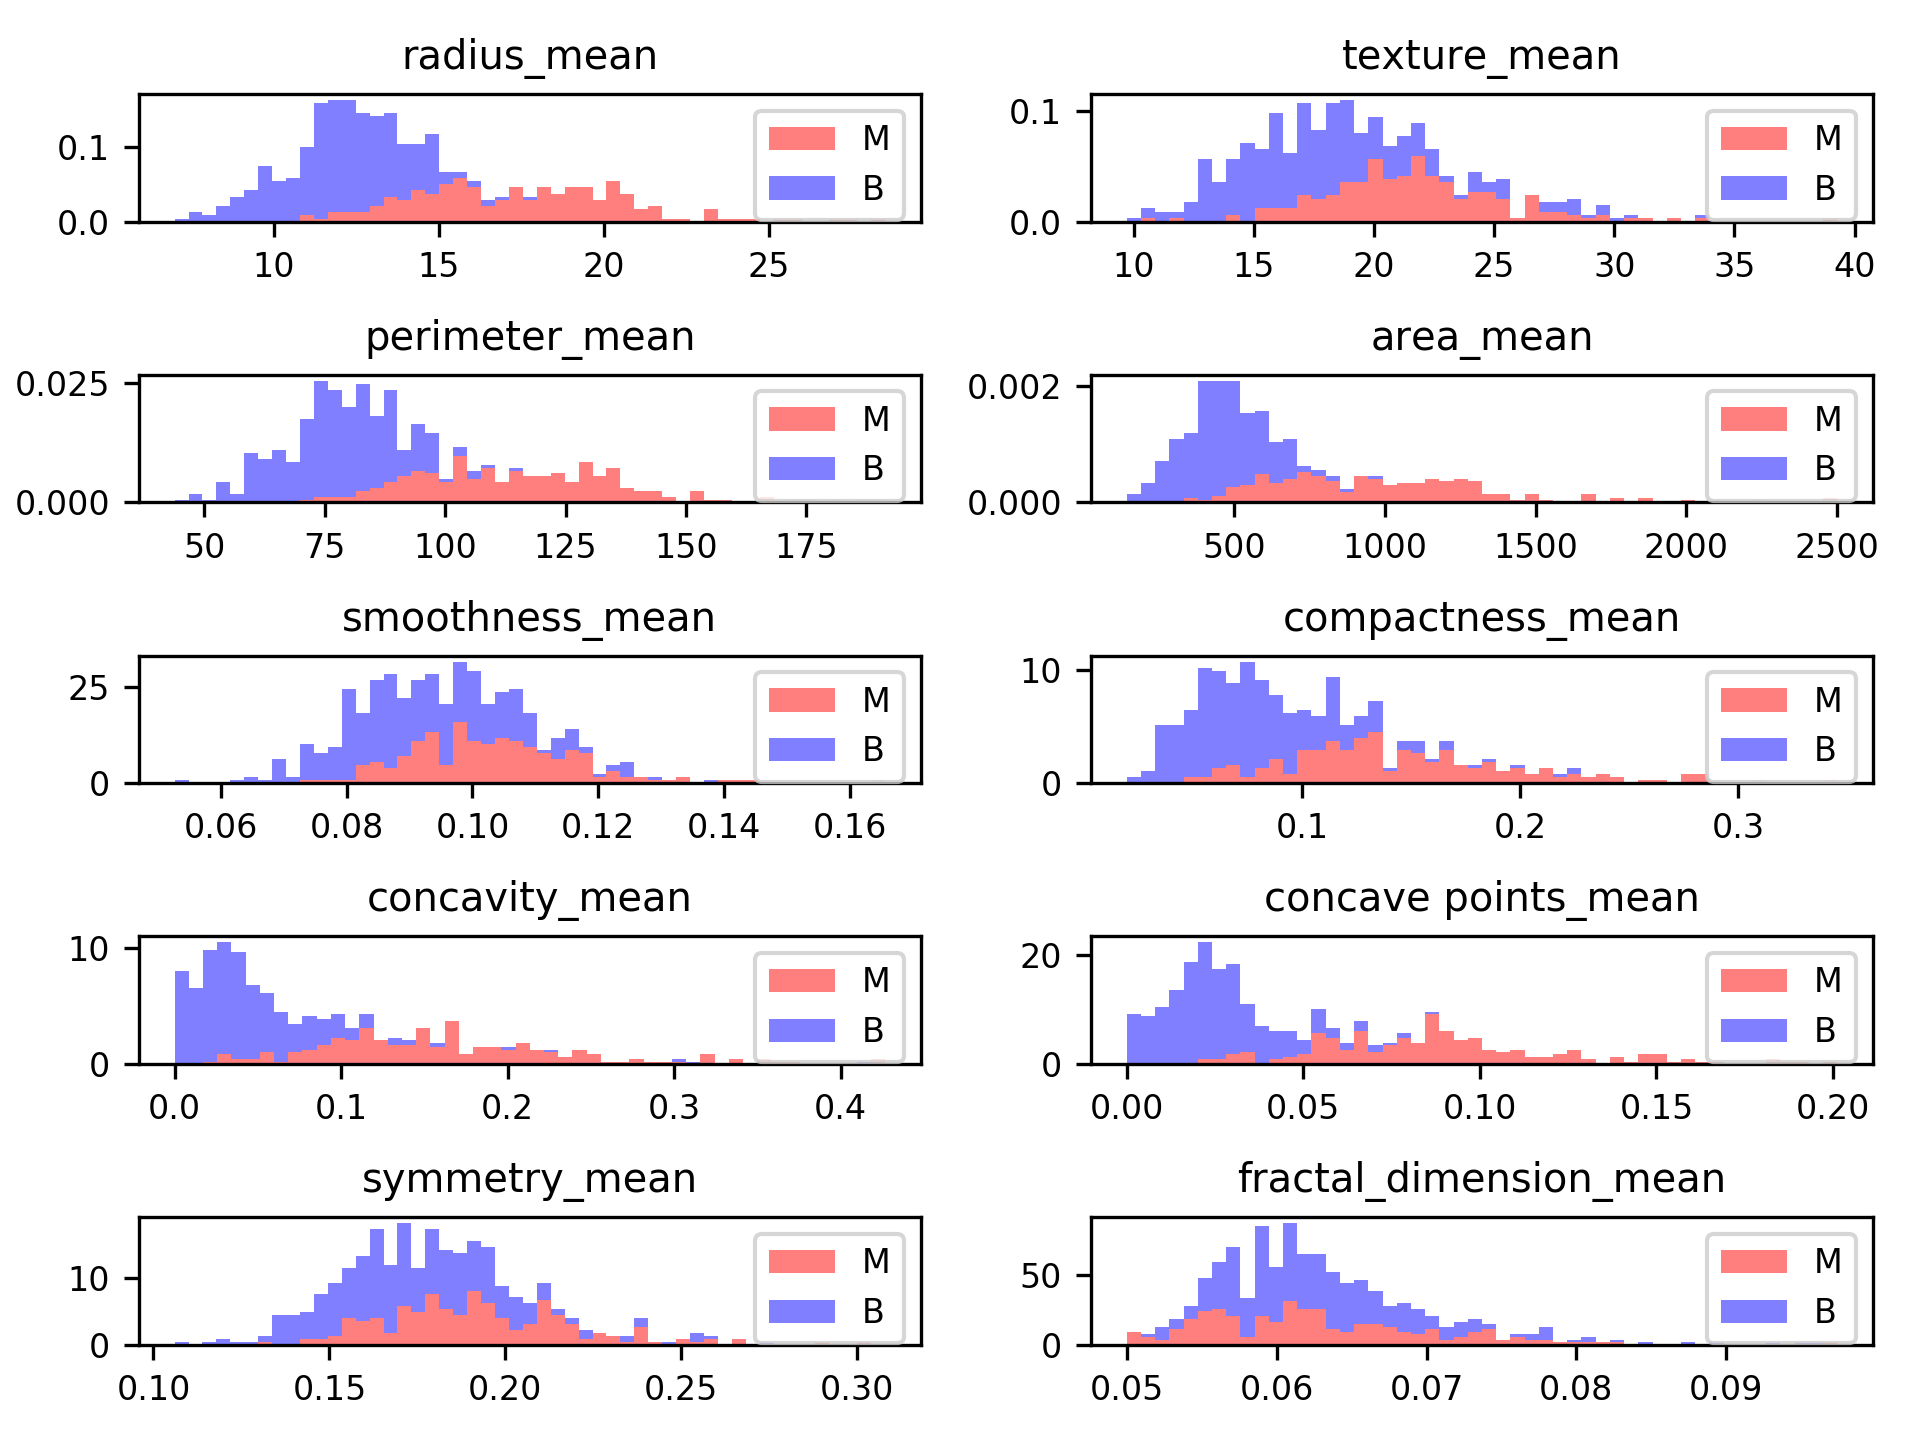 radius_mean
0.1
0.0
10 15 20 25
M
B
texture_mean
0.1
0.0
10 15 20 25 30 35 40
M
B
perimeter_mean
0.025
0.000
50 75 100 125 150 175
M
B
area_mean
0.002
0.000
500 1000 1500 2000 2500
M
B
smoothness_mean
25
0
0.06 0.08 0.10 0.12 0.14 0.16
M
B
compactness_mean
10
0
0.1 0.2 0.3
M
B
concavity_mean
10
0
0.0 0.1 0.2 0.3 0.4
M
B
concave points_mean
20
0
0.00 0.05 0.10 0.15 0.20
M
B
symmetry_mean
10
0
0.10 0.15 0.20 0.25 0.30
M
B
fractal_dimension_mean
50
0
0.05 0.06 0.07 0.08 0.09
M
B